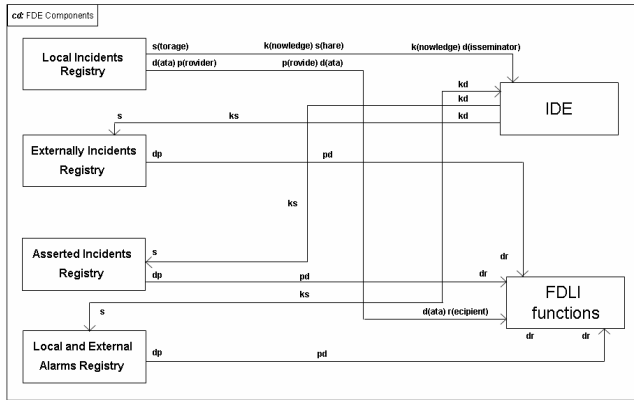 cd: FDE Components
Local Incidents
Registry
s(torage) k(nowledge) s(hare) k(nowledge) d(isseminator)
d(ata) p(rovider) p(rovide) d(ata)
kd
kd
kd
IDE
s ks
Externally Incidents
Registry
dp pd
ks
dr
Asserted Incidents
Registry
s
dp pd dr
ks
FDLI
functions
s
d(ata) r(ecipient)
Local and External
Alarms Registry
dp pd
dr dr